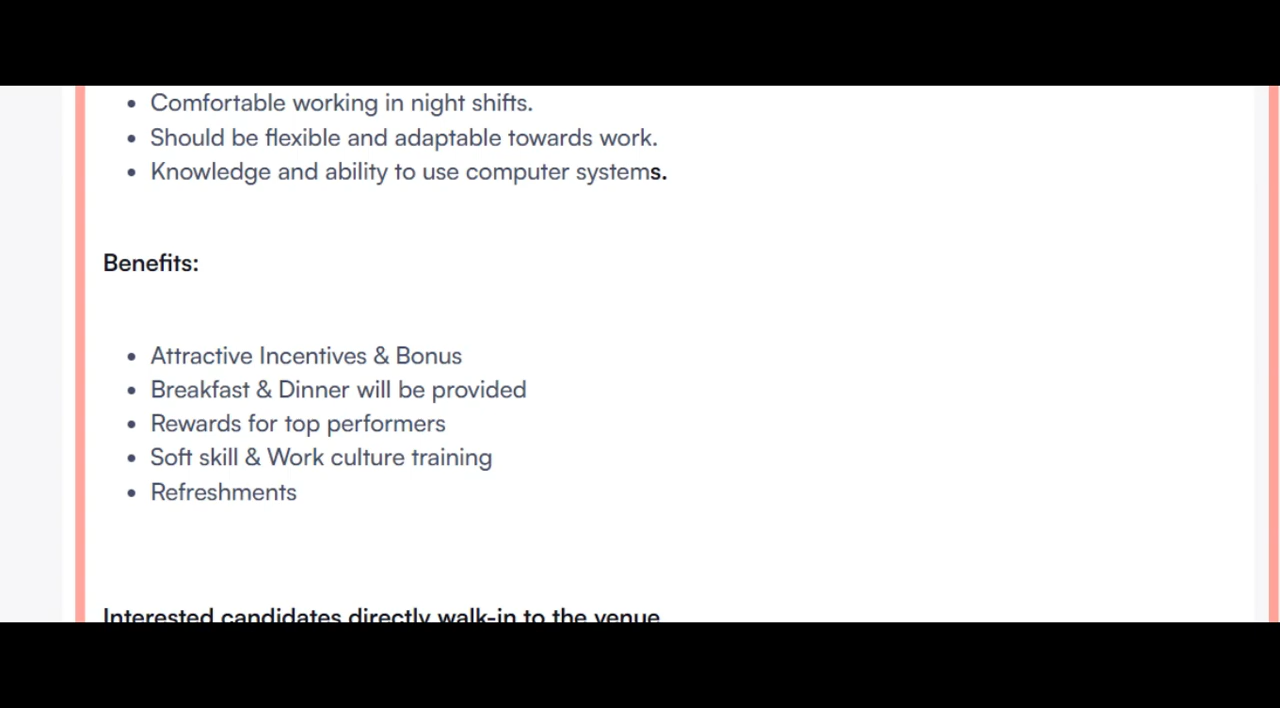 • Comfortable working in night shifts.
• Should be flexible and adaptable towards work.
• Knowledge and ability to use computer systems.
Benefits:
• Attractive Incentives & Bonus
• Breakfast & Dinner will be provided
• Rewards for top performers
• Soft skill & Work culture training
• Refreshments
Interested candidates directly walk-in to the venue